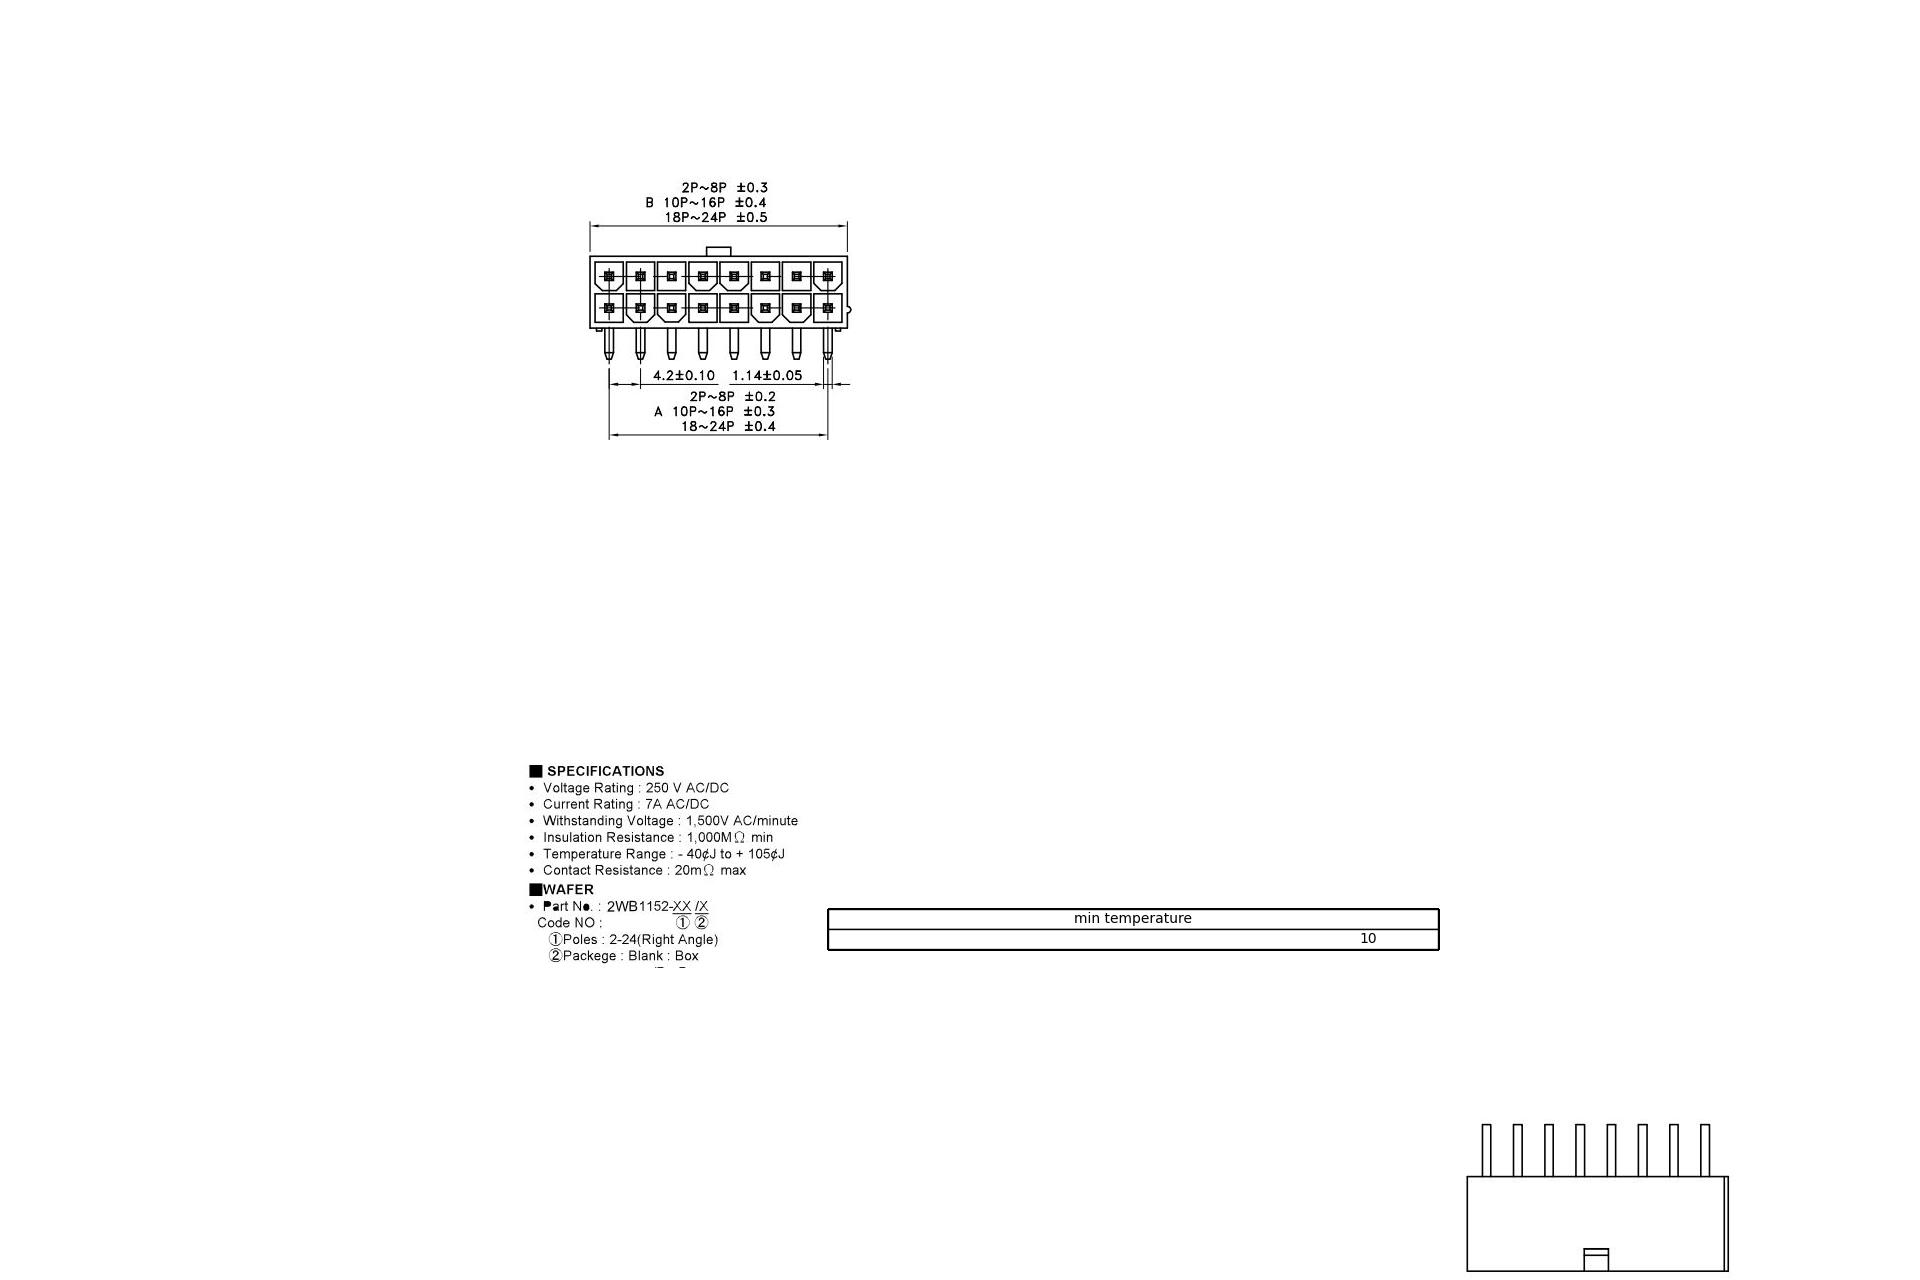 2P~8P ±0.3
B 10P~16P ±0.4
18P~24P ±0.5
4.2±0.10 1.14±0.05
2P~8P ±0.2
A 10P~16P ±0.3
18~24P ±0.4
■ SPECIFICATIONS
• Voltage Rating : 250 V AC/DC
• Current Rating : 7A AC/DC
• Withstanding Voltage : 1,500V AC/minute
• Insulation Resistance : 1,000MΩ min
• Temperature Range : - 40¢J to + 105¢J
• Contact Resistance : 20mΩ max
■WAFER
• Part No. : 2WB1152-XX /X
Code NO : ① ②
①Poles : 2-24(Right Angle)
②Packege : Blank : Box
min temperature
10